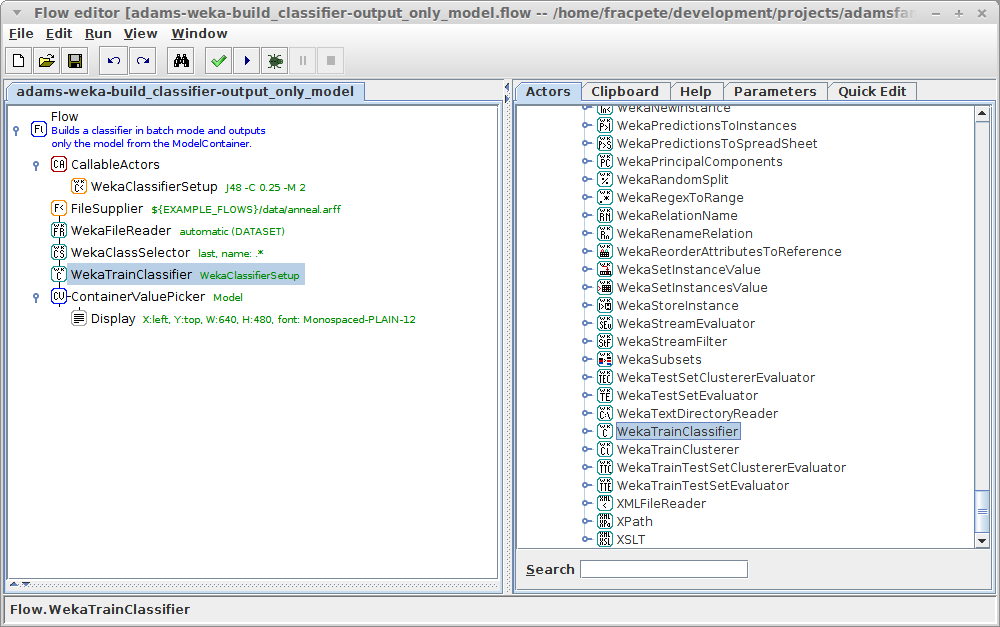 Flow editor [adams-weka-build_classifier-output_only_model.flow -- /home/fracpete/development/projects/adamsfam
File Edit Run View Window
adams-weka-build_classifier-output_only_model
Flow
Builds a classifier in batch mode and outputs
only the model from the ModelContainer.
CallableActors
WekaClassifierSetup J48 -C 0.25 -M 2
FileSupplier ${EXAMPLE_FLOWS}/data/anneal.arff
WekaFileReader automatic (DATASET)
WekaClassSelector last, name: .*
WekaTrainClassifier WekaClassifierSetup
ContainerValuePicker Model
Display X:left, Y:top, W:640, H:480, font: Monospaced-PLAIN-12
Actors Clipboard Help Parameters Quick Edit
WekaNewInstance
WekaPredictionsToInstances
WekaPredictionsToSpreadSheet
WekaPrincipalComponents
WekaRandomSplit
WekaRegexToRange
WekaRelationName
WekaRenameRelation
WekaReorderAttributesToReference
WekaSetInstanceValue
WekaSetInstancesValue
WekaStoreInstance
WekaStreamEvaluator
WekaStreamFilter
WekaSubsets
WekaTestSetClustererEvaluator
WekaTestSetEvaluator
WekaTextDirectoryReader
WekaTrainClassifier
WekaTrainClusterer
WekaTrainTestSetClustererEvaluator
WekaTrainTestSetEvaluator
XMLFileReader
XPath
XSLT
Search
Flow.WekaTrainClassifier